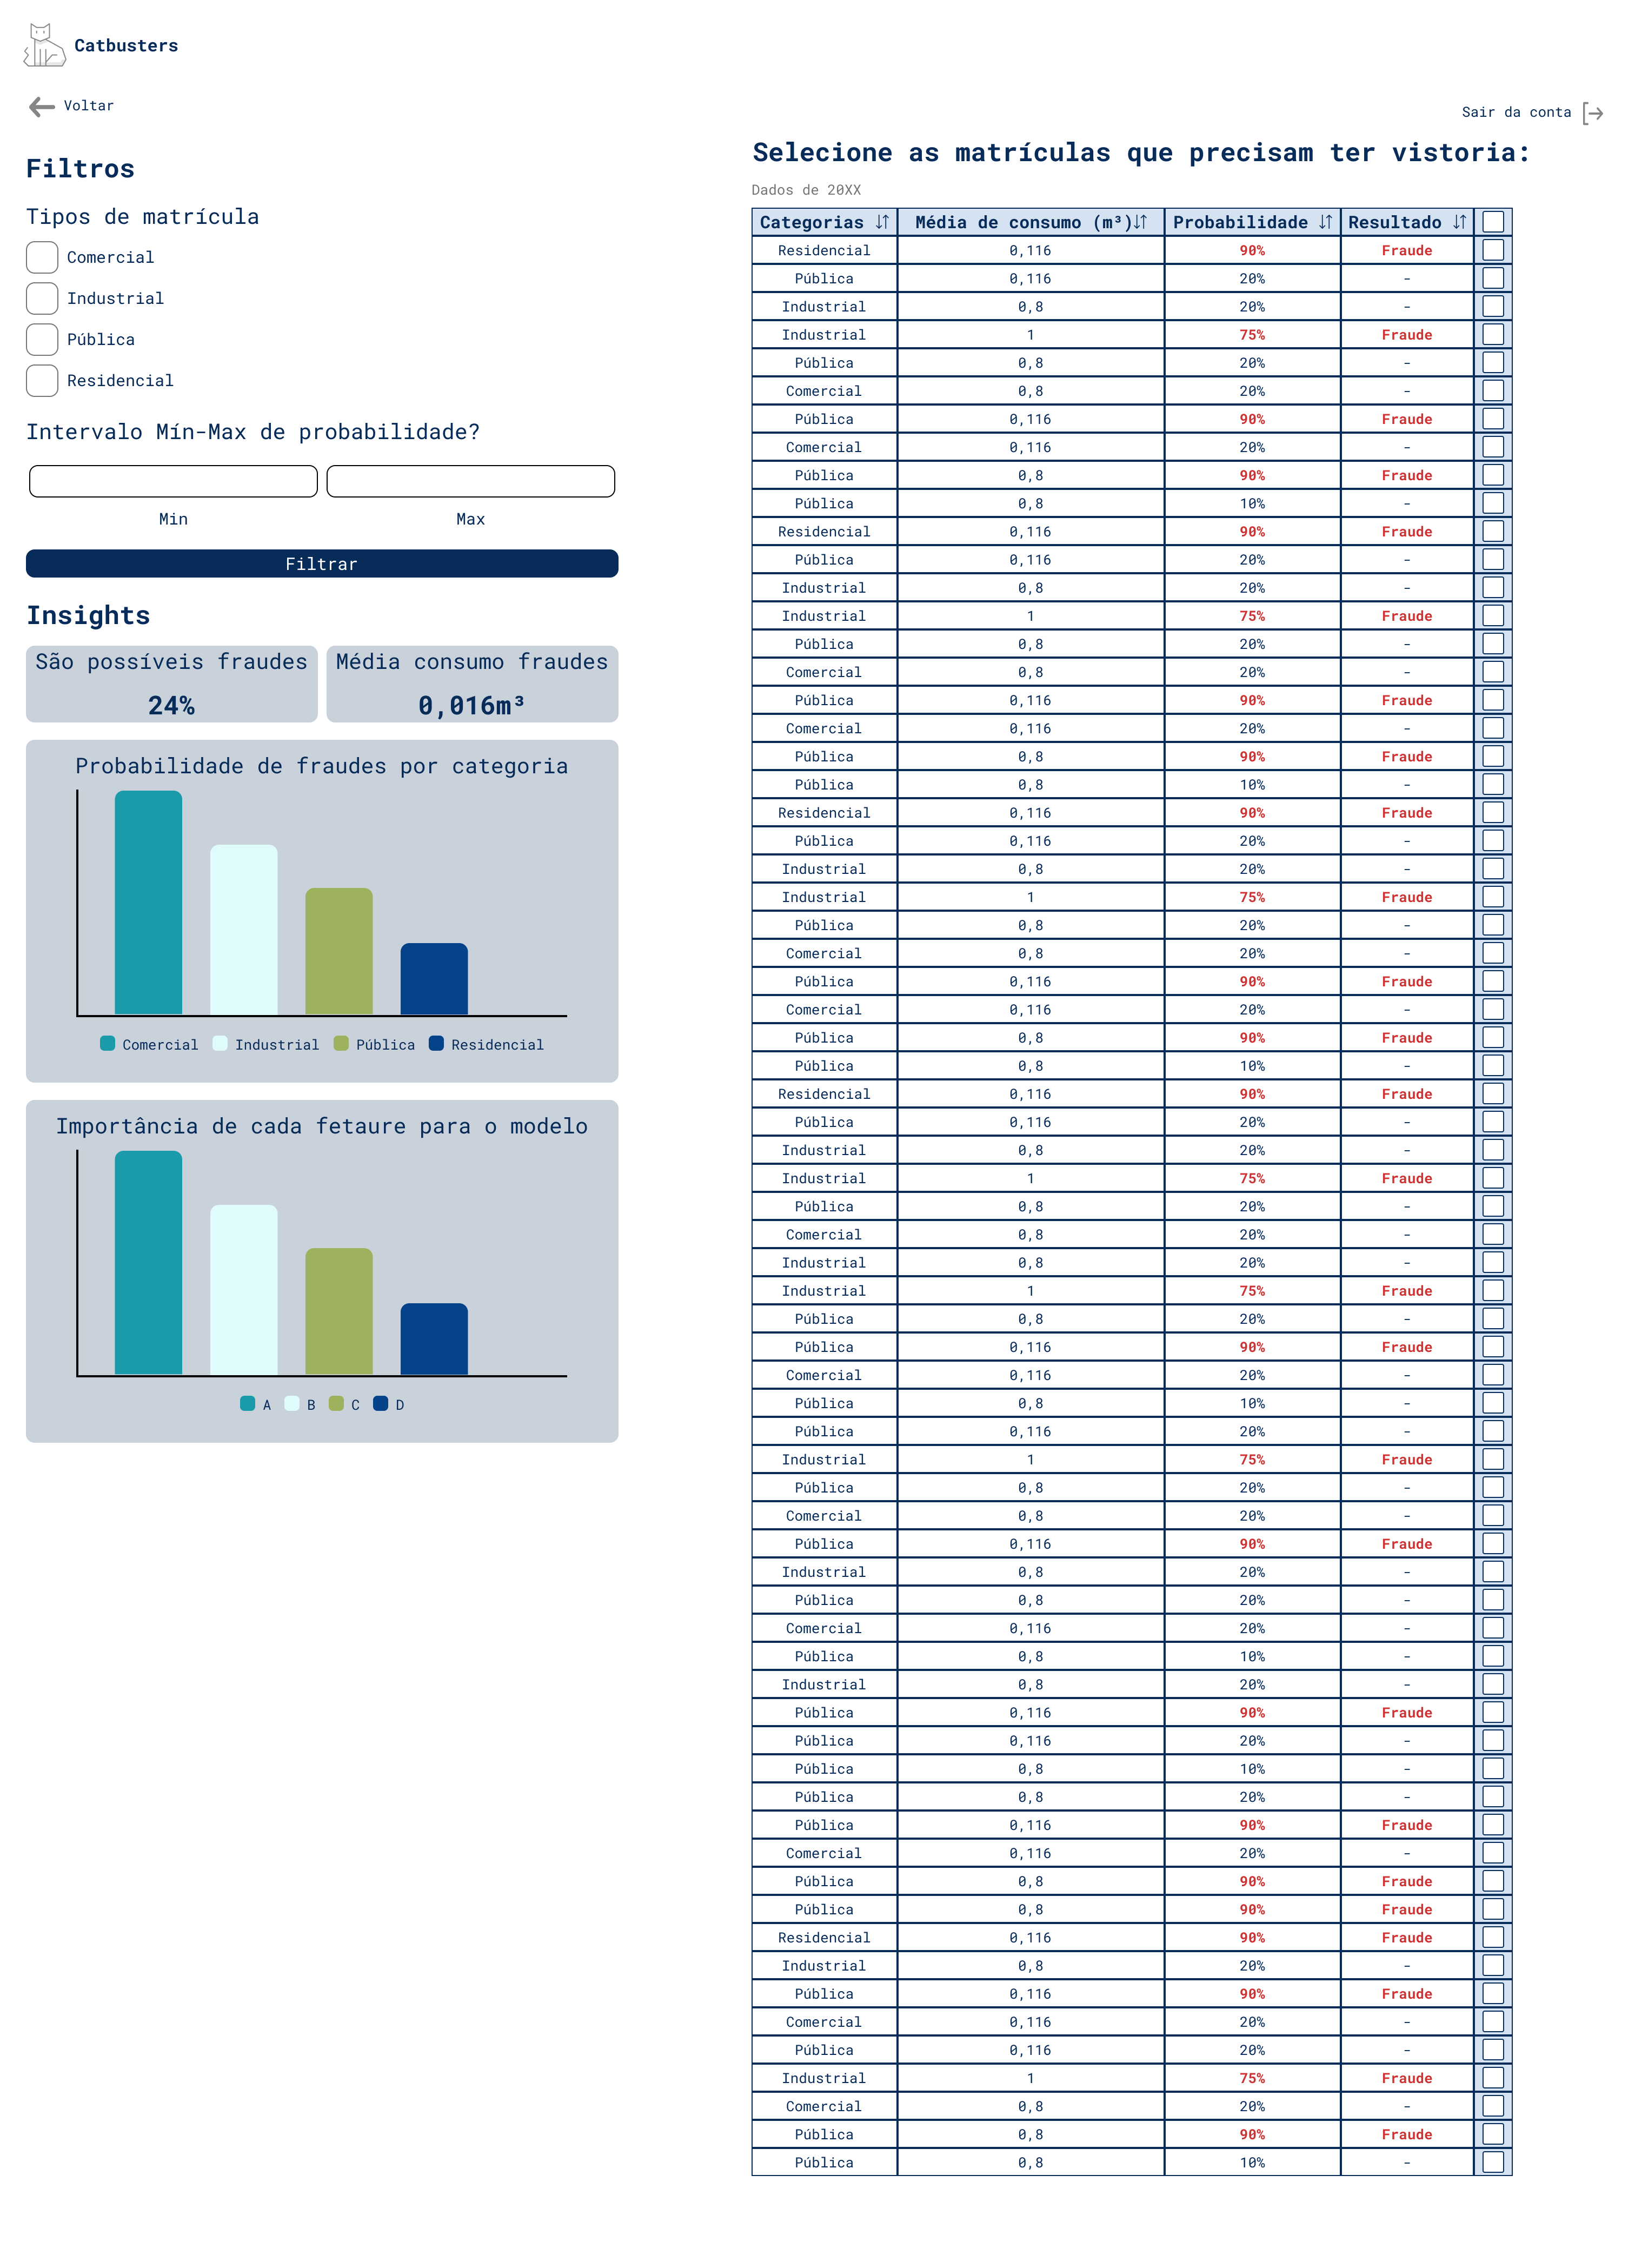 Catbusters
Voltar
Sair da conta
Filtros
Tipos de matrícula
Comercial
Industrial
Pública
Residencial
Intervalo Mín-Max de probabilidade?
Min Max
Filtrar
Insights
São possíveis fraudes
24%
Média consumo fraudes
0,016m³
Probabilidade de fraudes por categoria
Comercial Industrial Pública Residencial
Importância de cada fetaure para o modelo
A B C D
Selecione as matrículas que precisam ter vistoria:
Dados de 20XX
Categorias Média de consumo (m³) Probabilidade Resultado
Residencial 0,116 90% Fraude
Pública 0,116 20% -
Industrial 0,8 20% -
Industrial 1 75% Fraude
Pública 0,8 20% -
Comercial 0,8 20% -
Pública 0,116 90% Fraude
Comercial 0,116 20% -
Pública 0,8 90% Fraude
Pública 0,8 10% -
Residencial 0,116 90% Fraude
Pública 0,116 20% -
Industrial 0,8 20% -
Industrial 1 75% Fraude
Pública 0,8 20% -
Comercial 0,8 20% -
Pública 0,116 90% Fraude
Comercial 0,116 20% -
Pública 0,8 90% Fraude
Pública 0,8 10% -
Residencial 0,116 90% Fraude
Pública 0,116 20% -
Industrial 0,8 20% -
Industrial 1 75% Fraude
Pública 0,8 20% -
Comercial 0,8 20% -
Pública 0,116 90% Fraude
Comercial 0,116 20% -
Pública 0,8 90% Fraude
Pública 0,8 10% -
Residencial 0,116 90% Fraude
Pública 0,116 20% -
Industrial 0,8 20% -
Industrial 1 75% Fraude
Pública 0,8 20% -
Comercial 0,8 20% -
Industrial 0,8 20% -
Industrial 1 75% Fraude
Pública 0,8 20% -
Pública 0,116 90% Fraude
Comercial 0,116 20% -
Pública 0,8 10% -
Pública 0,116 20% -
Industrial 1 75% Fraude
Pública 0,8 20% -
Comercial 0,8 20% -
Pública 0,116 90% Fraude
Industrial 0,8 20% -
Pública 0,8 20% -
Comercial 0,116 20% -
Pública 0,8 10% -
Industrial 0,8 20% -
Pública 0,116 90% Fraude
Pública 0,116 20% -
Pública 0,8 10% -
Pública 0,8 20% -
Pública 0,116 90% Fraude
Comercial 0,116 20% -
Pública 0,8 90% Fraude
Pública 0,8 90% Fraude
Residencial 0,116 90% Fraude
Industrial 0,8 20% -
Pública 0,116 90% Fraude
Comercial 0,116 20% -
Pública 0,116 20% -
Industrial 1 75% Fraude
Comercial 0,8 20% -
Pública 0,8 90% Fraude
Pública 0,8 10% -